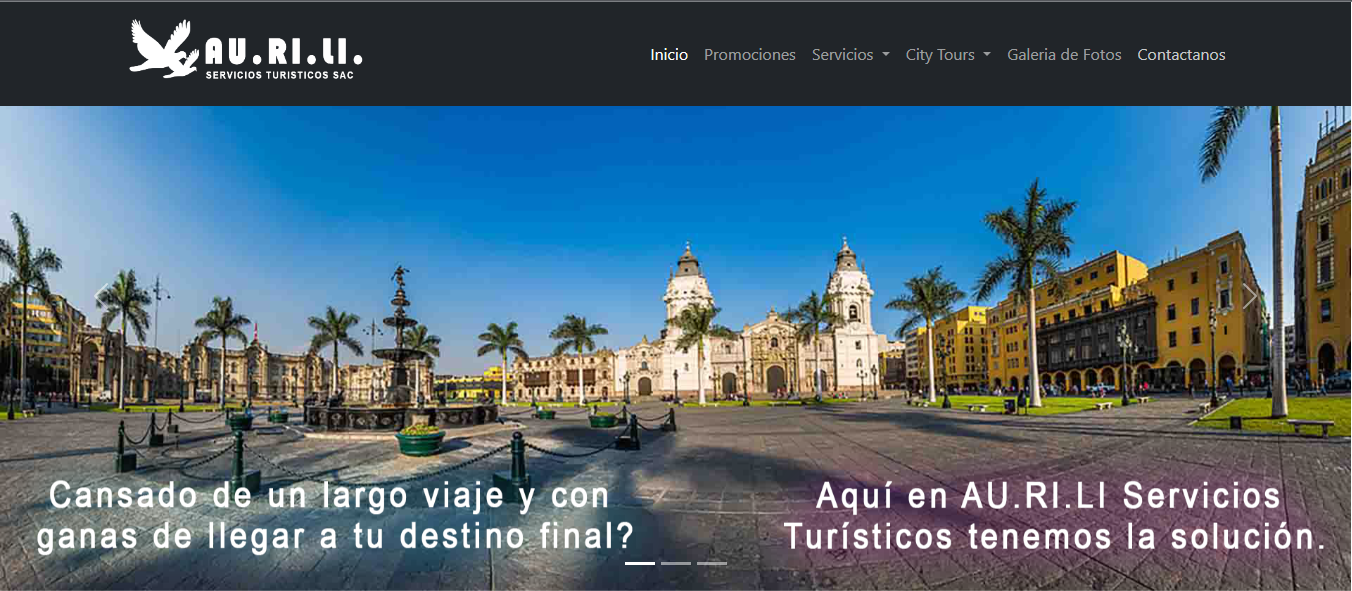 AU.RI.LI.
SERVICIOS TURISTICOS SAC
Inicio Promociones Servicios City Tours Galeria de Fotos Contactanos
Cansado de un largo viaje y con
ganas de llegar a tu destino final?
Aquí en AU.RI.LI Servicios
Turísticos tenemos la solución.